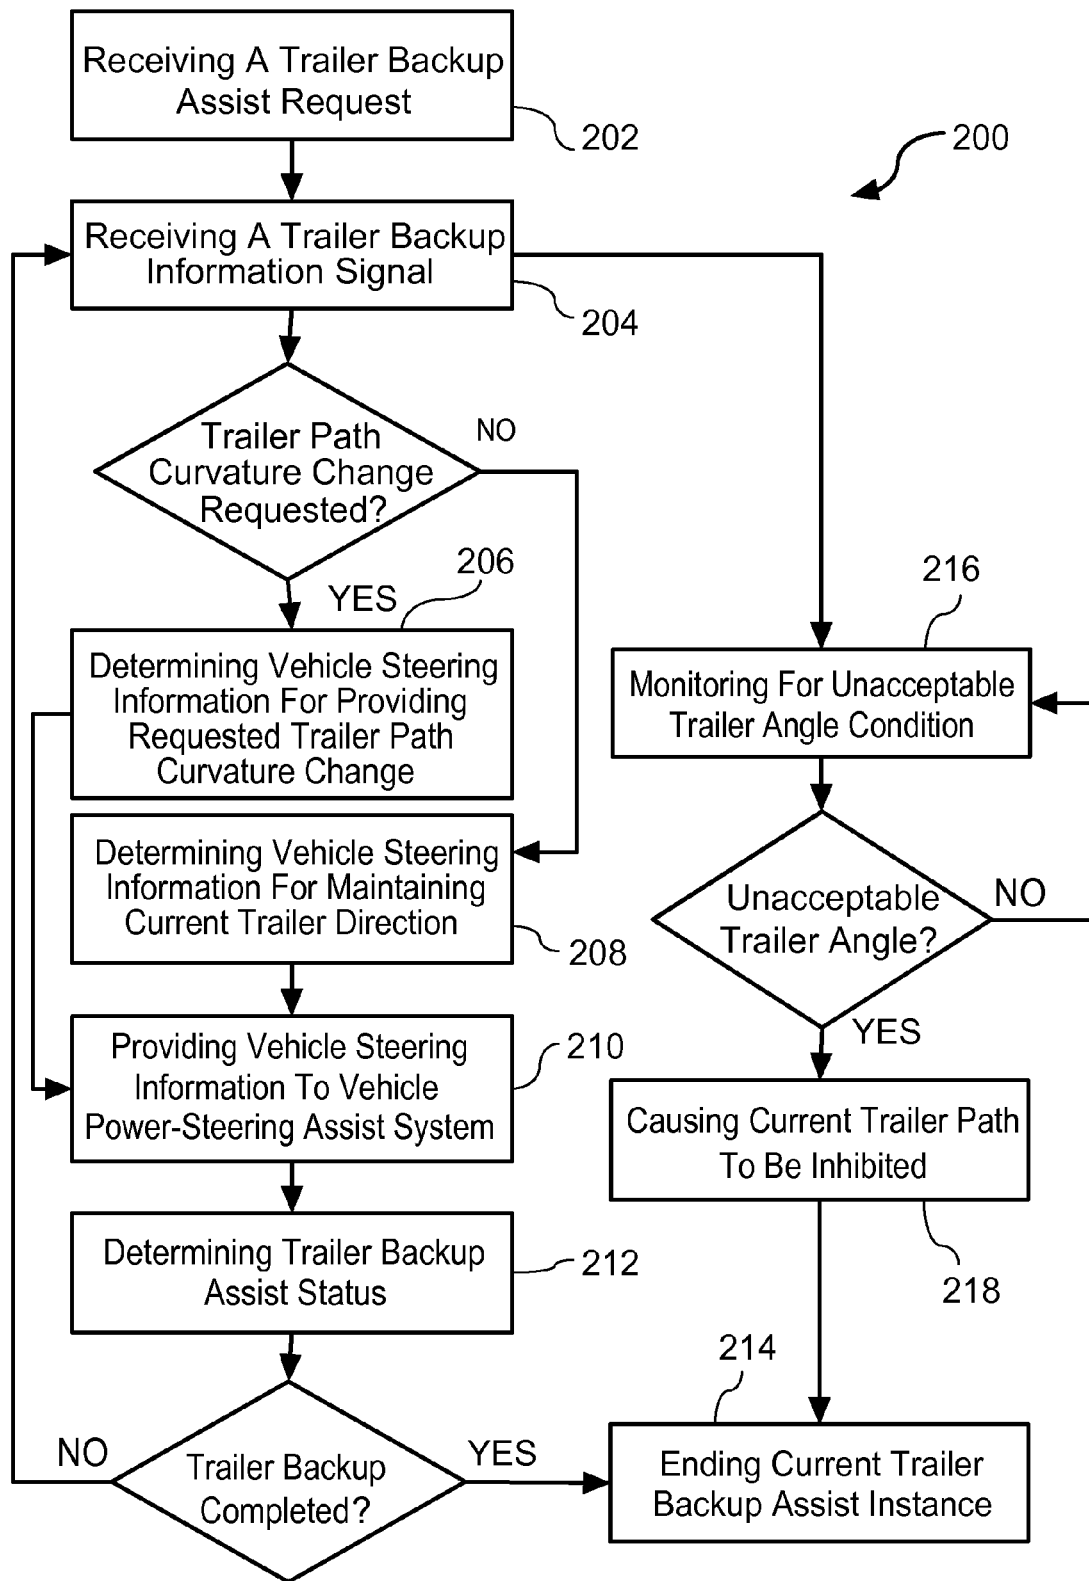 Receiving A Trailer Backup
Assist Request
202
200
Receiving A Trailer Backup
Information Signal
204
Trailer Path
Curvature Change
Requested?
NO
YES
206
Determining Vehicle Steering
Information For Providing
Requested Trailer Path
Curvature Change
Determining Vehicle Steering
Information For Maintaining
Current Trailer Direction
208
Providing Vehicle Steering
Information To Vehicle
Power-Steering Assist System
210
Determining Trailer Backup
Assist Status
212
Trailer Backup
Completed?
NO
YES
216
Monitoring For Unacceptable
Trailer Angle Condition
Unacceptable
Trailer Angle?
NO
YES
Causing Current Trailer Path
To Be Inhibited
218
214
Ending Current Trailer
Backup Assist Instance